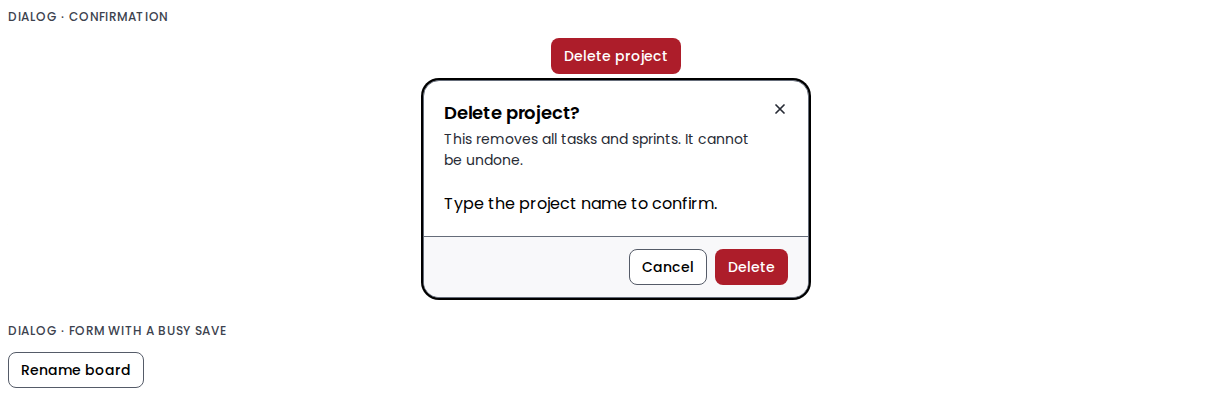 DIALOG · CONFIRMATION
Delete project
Delete project?
This removes all tasks and sprints. It cannot
be undone.
Type the project name to confirm.
Cancel
Delete
DIALOG · FORM WITH A BUSY SAVE
Rename board